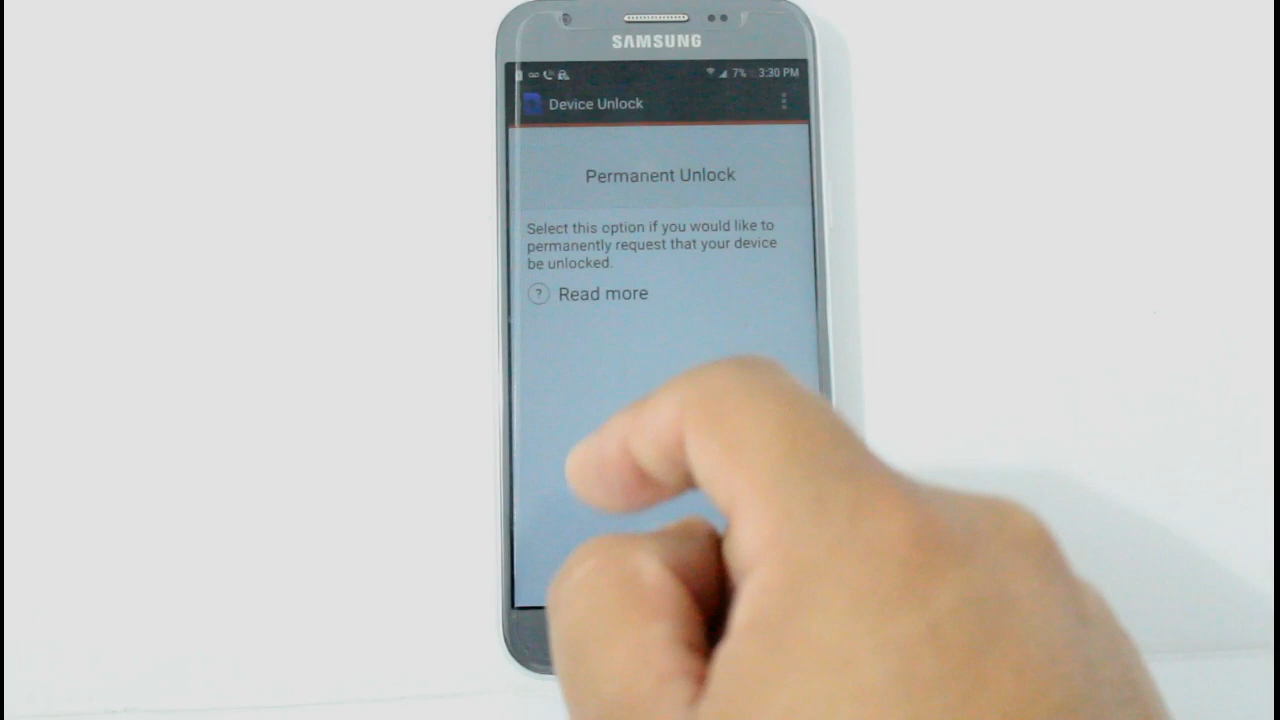 SAMSUNG
7% 3:30 PM
Device Unlock
Permanent Unlock
Select this option if you would like to
permanently request that your device
be unlocked.
? Read more